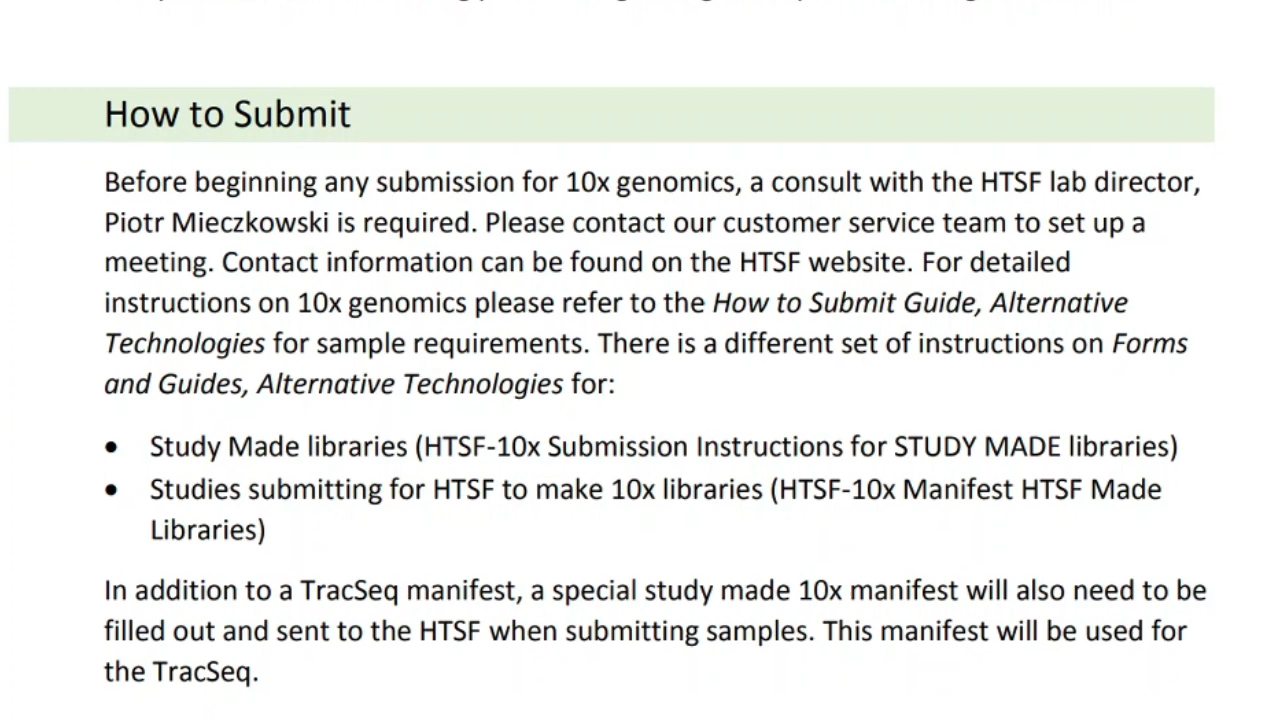 How to Submit
Before beginning any submission for 10x genomics, a consult with the HTSF lab director,
Piotr Mieczkowski is required. Please contact our customer service team to set up a
meeting. Contact information can be found on the HTSF website. For detailed
instructions on 10x genomics please refer to the How to Submit Guide, Alternative
Technologies for sample requirements. There is a different set of instructions on Forms
and Guides, Alternative Technologies for:
• Study Made libraries (HTSF-10x Submission Instructions for STUDY MADE libraries)
• Studies submitting for HTSF to make 10x libraries (HTSF-10x Manifest HTSF Made
Libraries)
In addition to a TracSeq manifest, a special study made 10x manifest will also need to be
filled out and sent to the HTSF when submitting samples. This manifest will be used for
the TracSeq.